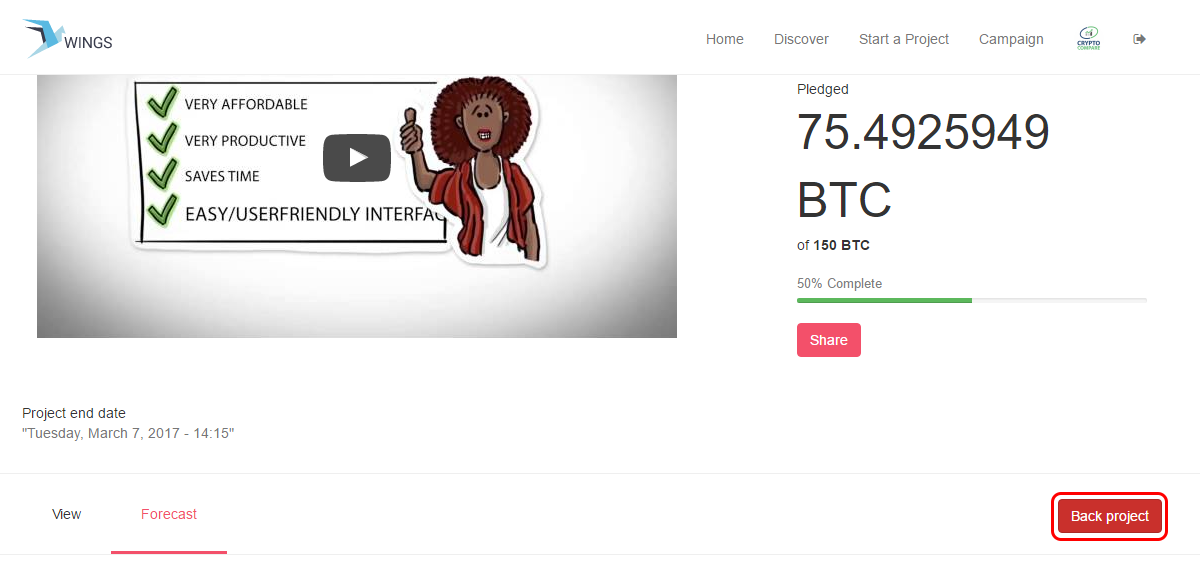 WINGS
Home
Discover
Start a Project
Campaign
CRYPTO
COMPARE
VERY AFFORDABLE
VERY PRODUCTIVE
SAVES TIME
EASY/USERFRIENDLY INTERFAC
Pledged
75.4925949
BTC
of 150 BTC
50% Complete
Share
Project end date
"Tuesday, March 7, 2017 - 14:15"
View
Forecast
Back project